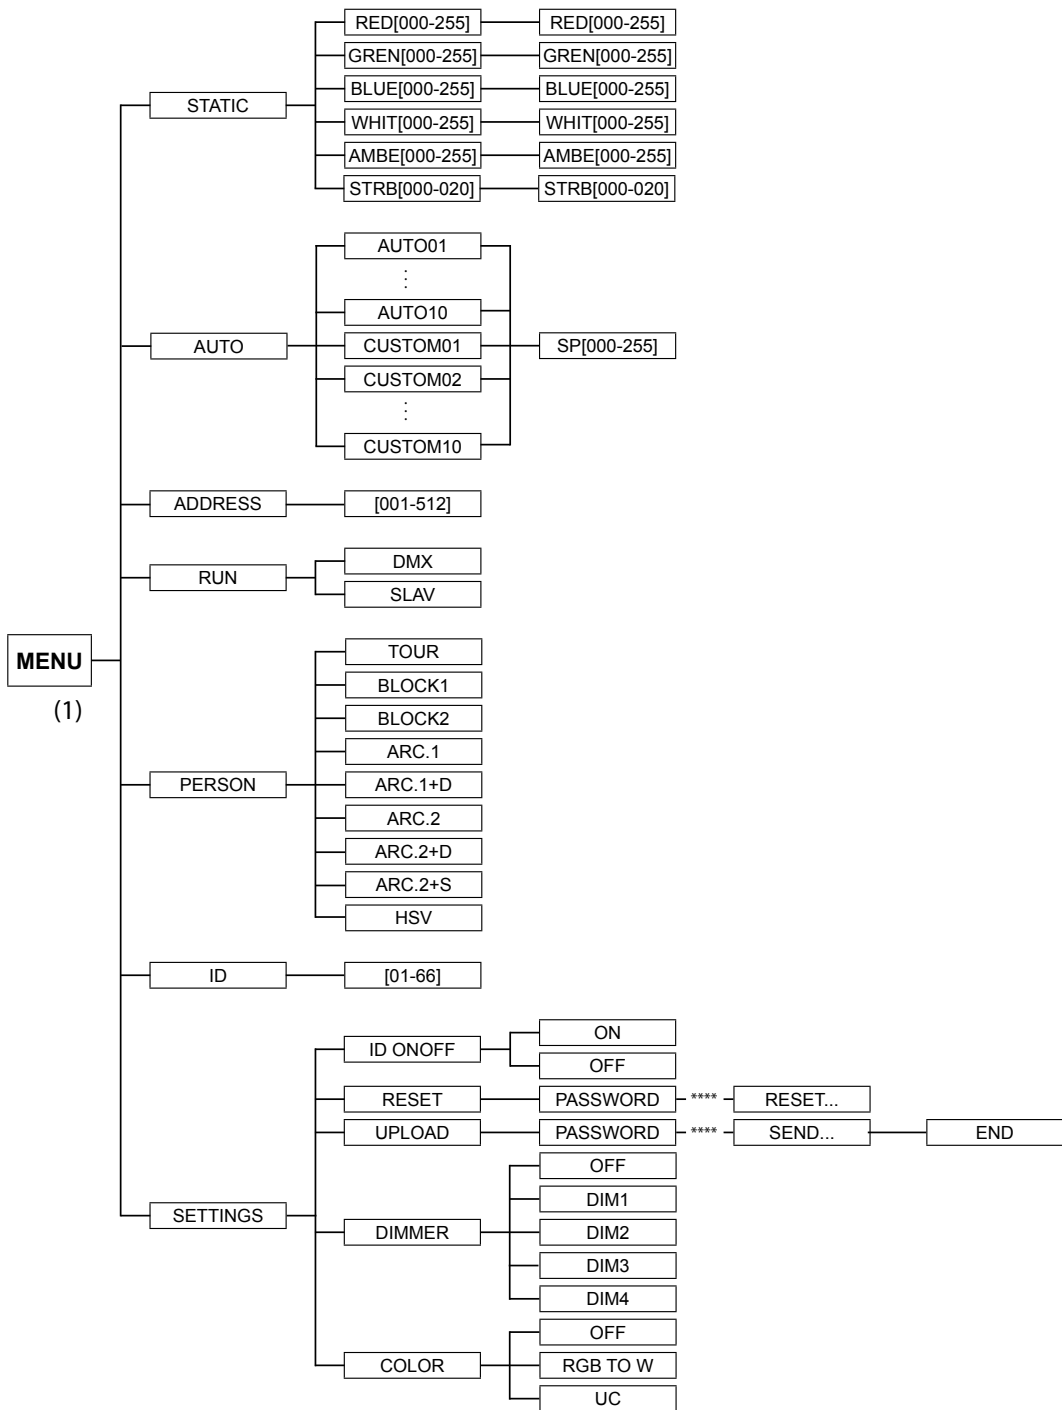 RED[000-255] RED[000-255]
GREN[000-255] GREN[000-255]
BLUE[000-255] BLUE[000-255]
STATIC
WHIT[000-255] WHIT[000-255]
AMBE[000-255] AMBE[000-255]
STRB[000-020] STRB[000-020]
AUTO01
AUTO10
AUTO CUSTOM01 SP[000-255]
CUSTOM02
CUSTOM10
ADDRESS [001-512]
DMX
RUN
SLAV
MENU
(1)
TOUR
BLOCK1
BLOCK2
ARC.1
PERSON ARC.1+D
ARC.2
ARC.2+D
ARC.2+S
HSV
ID [01-66]
ON
ID ONOFF
OFF
RESET PASSWORD **** RESET...
UPLOAD PASSWORD **** SEND... END
OFF
DIM1
SETTINGS
DIMMER DIM2
DIM3
DIM4
OFF
COLOR RGB TO W
UC